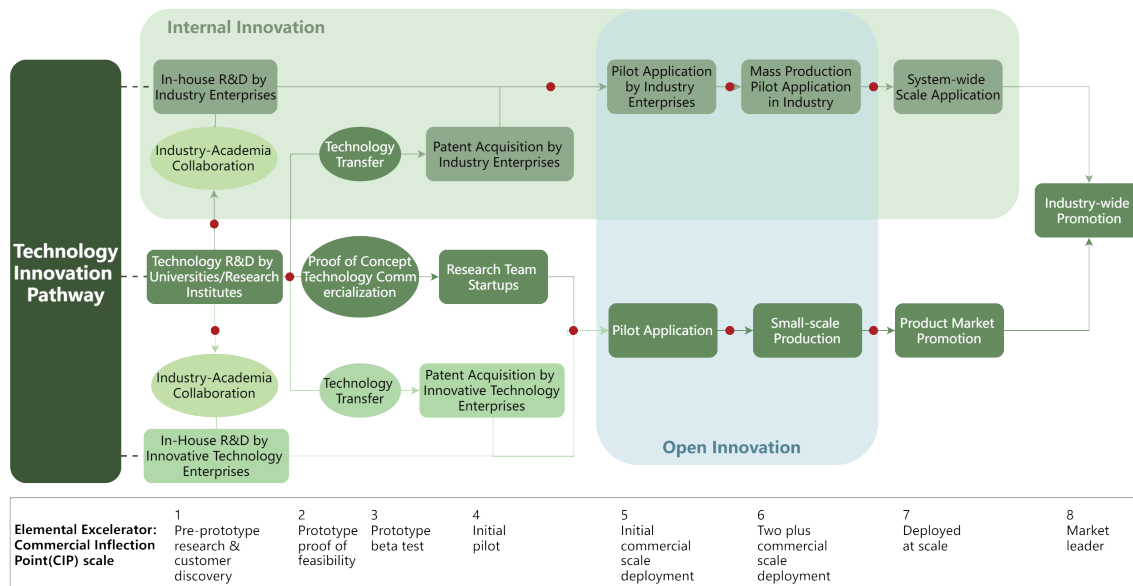 Internal Innovation
In-house R&D by
Industry Enterprises
Pilot Application
by Industry
Enterprises
Mass Production
Pilot Application
in Industry
System-wide
Scale Application
Industry-Academia
Collaboration
Technology
Transfer
Patent Acquisition by
Industry Enterprises
Industry-wide
Promotion
Technology
Innovation
Pathway
Technology R&D by
Universities/Research
Institutes
Proof of Concept
Technology Comm
ercialization
Research Team
Startups
Pilot Application
Small-scale
Production
Product Market
Promotion
Industry-Academia
Collaboration
Technology
Transfer
Patent Acquisition by
Innovative Technology
Enterprises
In-House R&D by
Innovative Technology
Enterprises
Open Innovation
Elemental Excelerator:
Commercial Inflection
Point(CIP) scale
1
Pre-prototype
research &
customer
discovery
2
Prototype
proof of
feasibility
3
Prototype
beta test
4
Initial
pilot
5
Initial
commercial
scale
deployment
6
Two plus
commercial
scale
deployment
7
Deployed
at scale
8
Market
leader